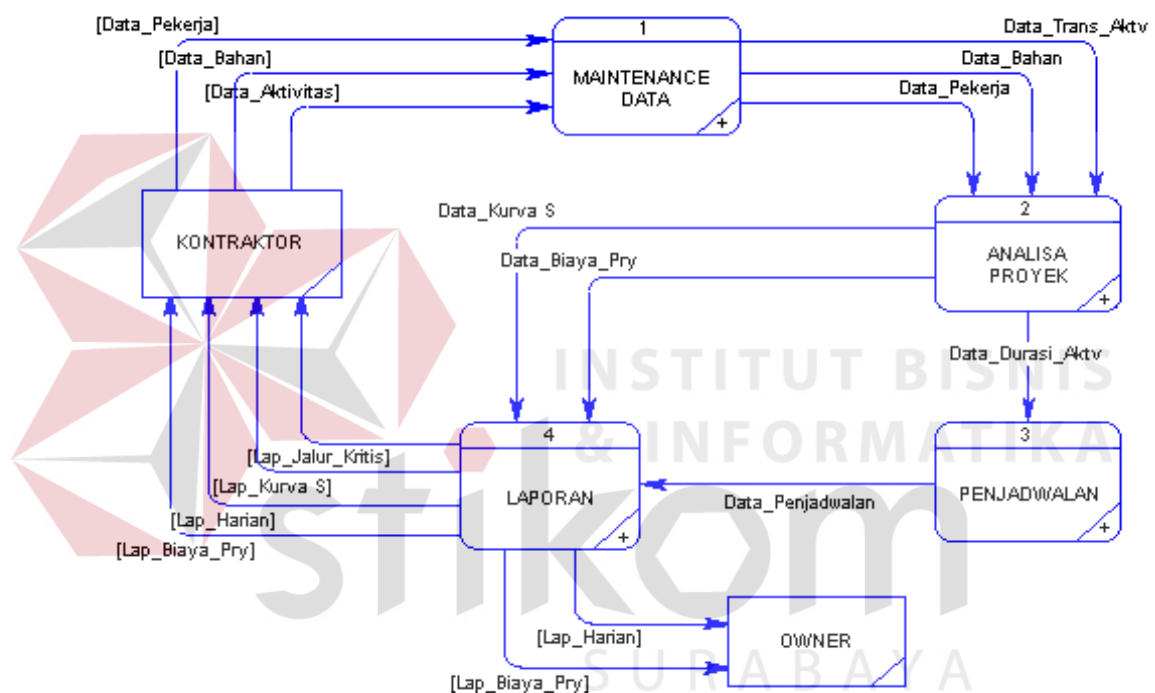 [Data_Pekerja]
[Data_Bahan]
[Data_Aktivitas]
1
MAINTENANCE
DATA
+
Data_Trans_Aktv
Data_Bahan
Data_Pekerja
KONTRAKTOR
Data_Kurva S
Data_Biaya_Pry
2
ANALISA
PROYEK
+
Data_Durasi_Aktv
INSTITUT BISNIS
& INFORMATIKA
stikom
SURABAYA
4
LAPORAN
+
Data_Penjadwalan
3
PENJADWALAN
+
[Lap_Jalur_Kritis]
[Lap_Kurva S]
[Lap_Harian]
[Lap_Biaya_Pry]
[Lap_Harian]
[Lap_Biaya_Pry]
OWNER